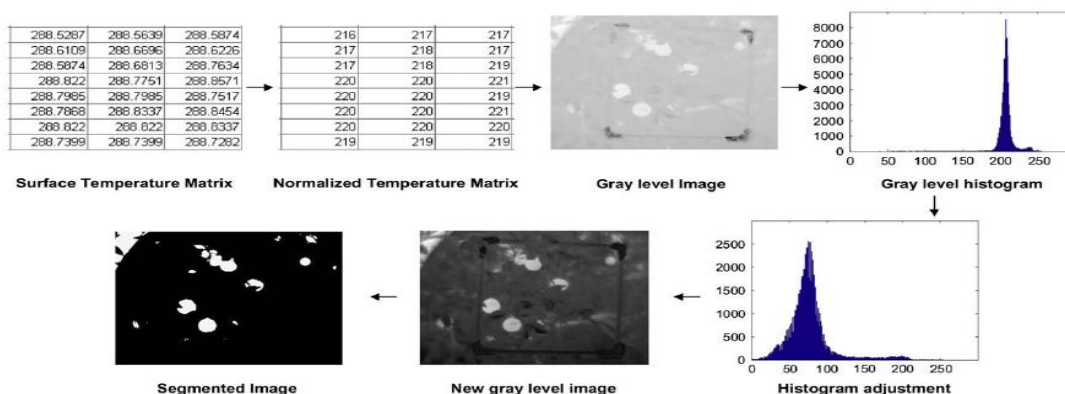 288.5287 288.5639 288.5874
288.6109 288.6696 288.6226
288.5874 288.6813 288.7634
288.822 288.7751 288.8571
288.7985 288.7985 288.7517
288.7868 288.8337 288.8454
288.822 288.822 288.8337
288.7399 288.7399 288.7282
Surface Temperature Matrix
216 217 217
217 218 217
217 218 219
220 220 221
220 220 219
220 220 221
220 220 220
219 219 219
Normalized Temperature Matrix
Gray level Image
8000
7000
6000
5000
4000
3000
2000
1000
0
0 50 100 150 200 250
Gray level histogram
2500
2000
1500
1000
500
0
0 50 100 150 200 250
Histogram adjustment
New gray level image
Segmented Image